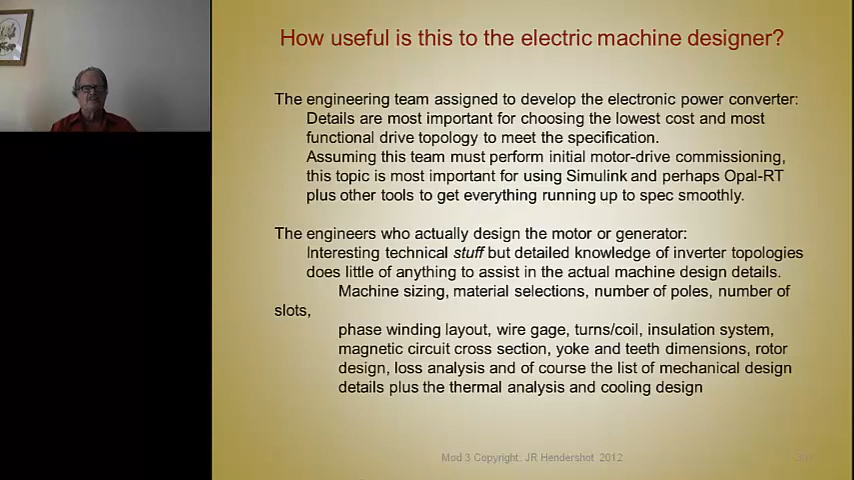 How useful is this to the electric machine designer?
The engineering team assigned to develop the electronic power converter:
Details are most important for choosing the lowest cost and most
functional drive topology to meet the specification.
Assuming this team must perform initial motor-drive commissioning,
this topic is most important for using Simulink and perhaps Opal-RT
plus other tools to get everything running up to spec smoothly.
The engineers who actually design the motor or generator:
Interesting technical stuff but detailed knowledge of inverter topologies
does little of anything to assist in the actual machine design details.
Machine sizing, material selections, number of poles, number of
slots,
phase winding layout, wire gage, turns/coil, insulation system,
magnetic circuit cross section, yoke and teeth dimensions, rotor
design, loss analysis and of course the list of mechanical design
details plus the thermal analysis and cooling design
Mod 3 Copyright: JR Hendershot 2012